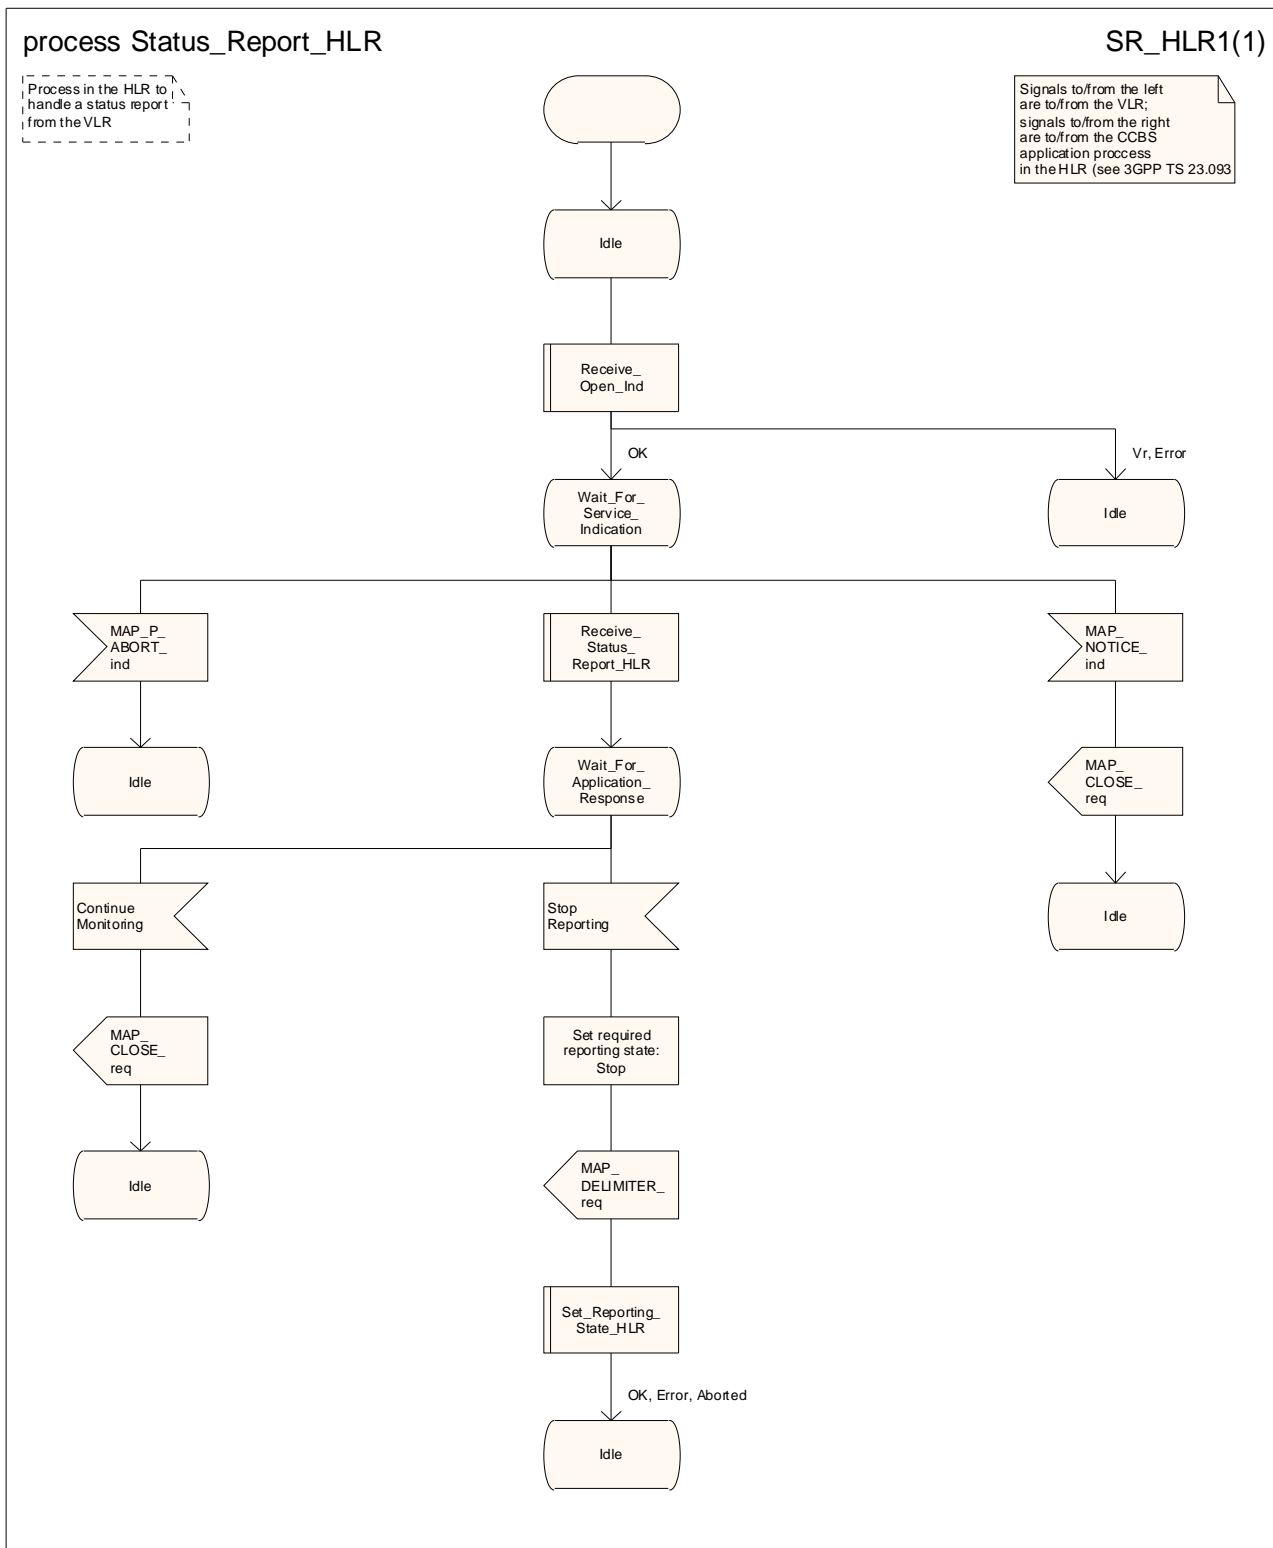 process Status_Report_HLR
SR_HLR1(1)
Process in the HLR to
handle a status report
from the VLR
Signals to/from the left
are to/from the VLR;
signals to/from the right
are to/from the CCBS
application proccess
in the HLR (see 3GPP TS 23.093
Idle
Receive_
Open_Ind
OK
Vr, Error
Wait_For_
Service_
Indication
Idle
MAP_P_
ABORT_
ind
Receive_
Status_
Report_HLR
MAP_
NOTICE_
ind
Idle
Wait_For_
Application_
Response
MAP_
CLOSE_
req
Continue
Monitoring
Stop
Reporting
Idle
MAP_
CLOSE_
req
Set required
reporting state:
Stop
Idle
MAP_
DELIMITER_
req
Set_Reporting_
State_HLR
OK, Error, Aborted
Idle